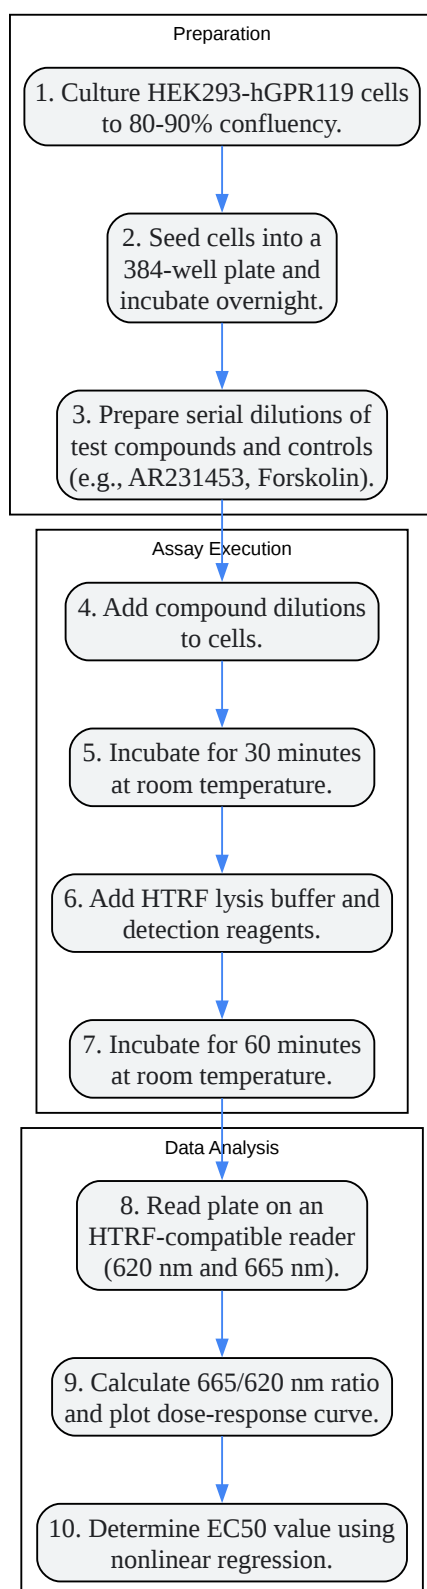 Preparation
1. Culture HEK293-hGPR119 cells
to 80-90% confluency.
2. Seed cells into a
384-well plate and
incubate overnight.
3. Prepare serial dilutions of
test compounds and controls
(e.g., AR231453, Forskolin).
Assay Execution
4. Add compound dilutions
to cells.
5. Incubate for 30 minutes
at room temperature.
6. Add HTRF lysis buffer and
detection reagents.
7. Incubate for 60 minutes
at room temperature.
Data Analysis
8. Read plate on an
HTRF-compatible reader
(620 nm and 665 nm).
9. Calculate 665/620 nm ratio
and plot dose-response curve.
10. Determine EC50 value using
nonlinear regression.